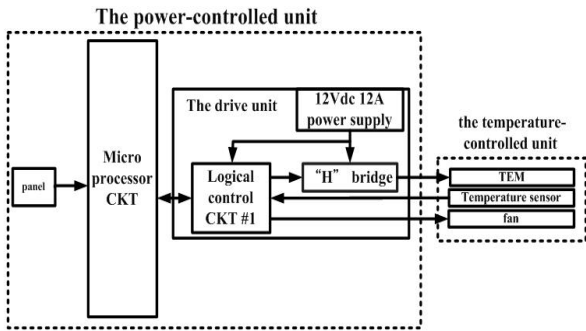 The power-controlled unit
The drive unit
12Vdc 12A
power supply
the temperature-
controlled unit
Micro
processor
CKT
panel
Logical
control
CKT #1
“H” bridge
TEM
Temperature sensor
fan